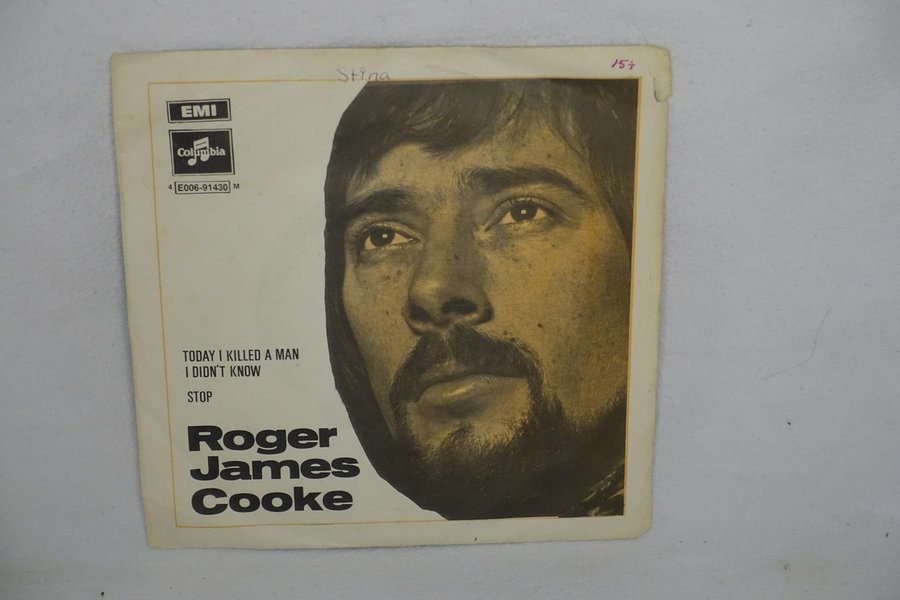 Stina
15:-
EMI
Columbia
4 E006-91430 M
TODAY I KILLED A MAN
I DIDN'T KNOW
STOP
Roger
James
Cooke